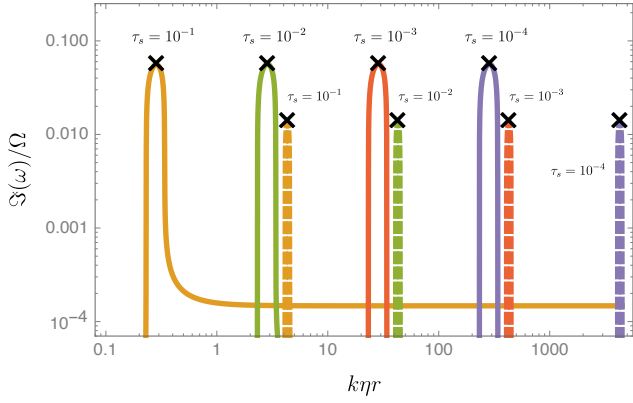 τ_s = 10^{-1} τ_s = 10^{-2} τ_s = 10^{-3} τ_s = 10^{-4}
0.100
τ_s = 10^{-1} τ_s = 10^{-2} τ_s = 10^{-3}
0.010
τ_s = 10^{-4}
ℑ(ω)/Ω
0.001
10^{-4}
0.1 1 10 100 1000
kηr